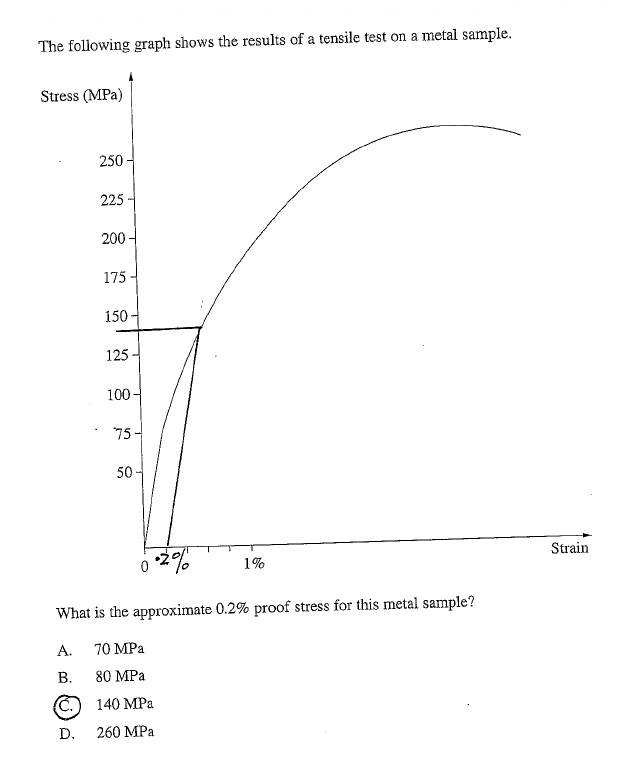 The following graph shows the results of a tensile test on a metal sample.
Stress (MPa)
250
225
200
175
150
125
100
75
50
0 .2% 1% Strain
What is the approximate 0.2% proof stress for this metal sample?
A. 70 MPa
B. 80 MPa
C. 140 MPa
D. 260 MPa